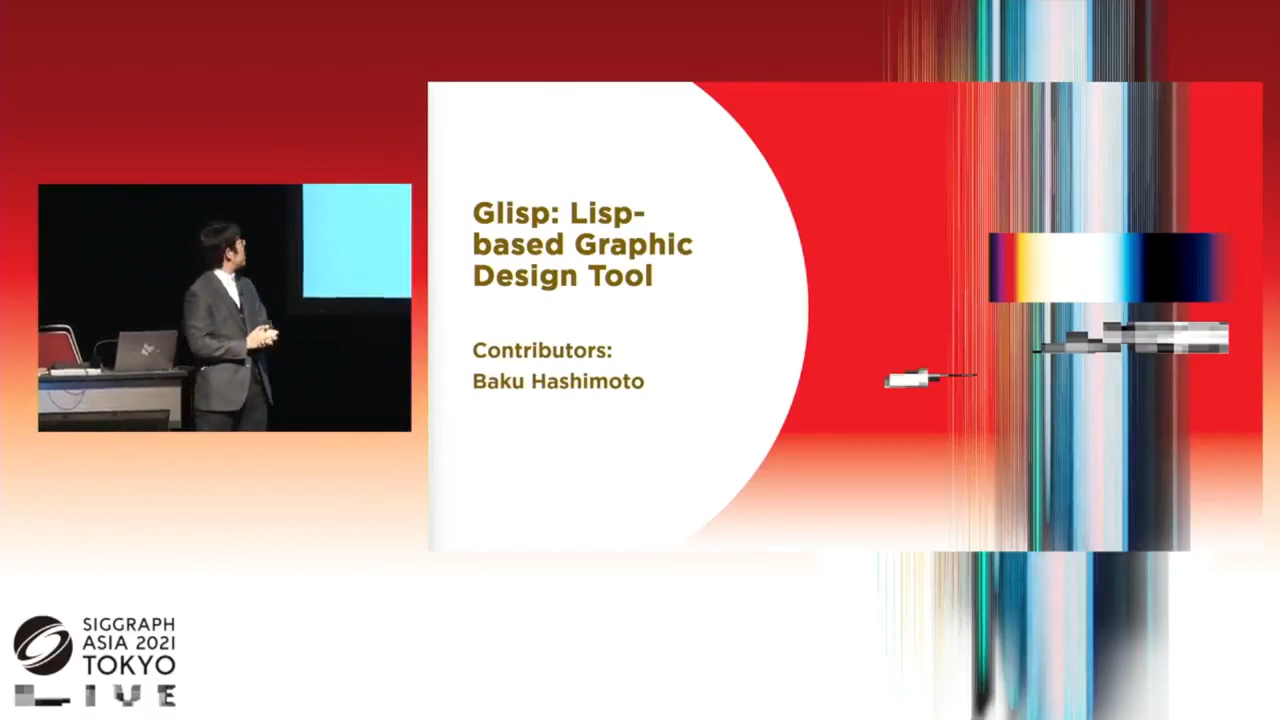 Glisp: Lisp-
based Graphic
Design Tool
Contributors:
Baku Hashimoto
SIGGRAPH
ASIA 2021
TOKYO
LIVE